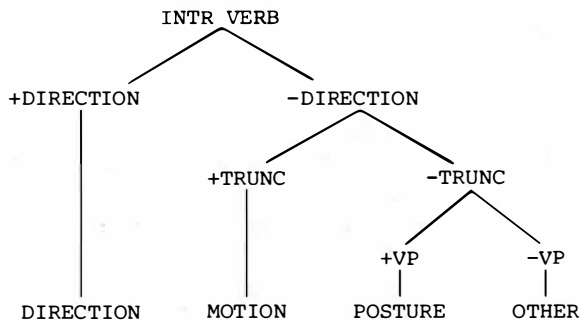 INTR VERB
+DIRECTION -DIRECTION
+TRUNC -TRUNC
+VP -VP
DIRECTION MOTION POSTURE OTHER